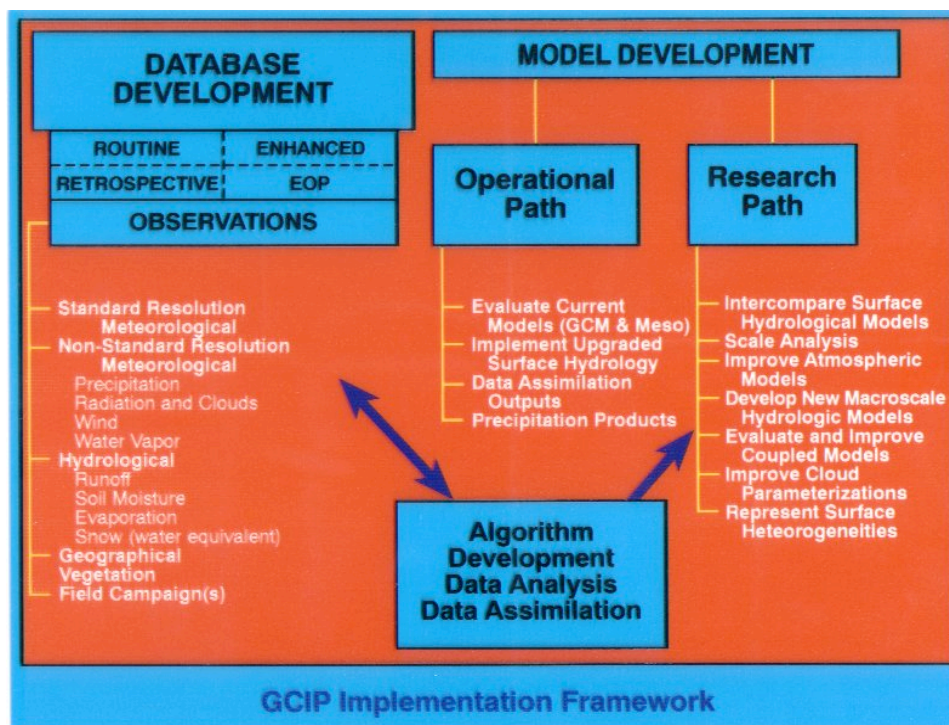 DATABASE
DEVELOPMENT
ROUTINE
ENHANCED
RETROSPECTIVE
EOP
OBSERVATIONS
Standard Resolution
Meteorological
Non-Standard Resolution
Meteorological
Precipitation
Radiation and Clouds
Wind
Water Vapor
Hydrological
Runoff
Soil Moisture
Evaporation
Snow (water equivalent)
Geographical
Vegetation
Field Campaign(s)
MODEL DEVELOPMENT
Operational
Path
Evaluate Current
Models (GCM & Meso)
Implement Upgraded
Surface Hydrology
Data Assimilation
Outputs
Precipitation Products
Research
Path
Intercompare Surface
Hydrological Models
Scale Analysis
Improve Atmospheric
Models
Develop New Macroscale
Hydrologic Models
Evaluate and Improve
Coupled Models
Improve Cloud
Parameterizations
Represent Surface
Heteorogeneities
Algorithm
Development
Data Analysis
Data Assimilation
GCIP Implementation Framework